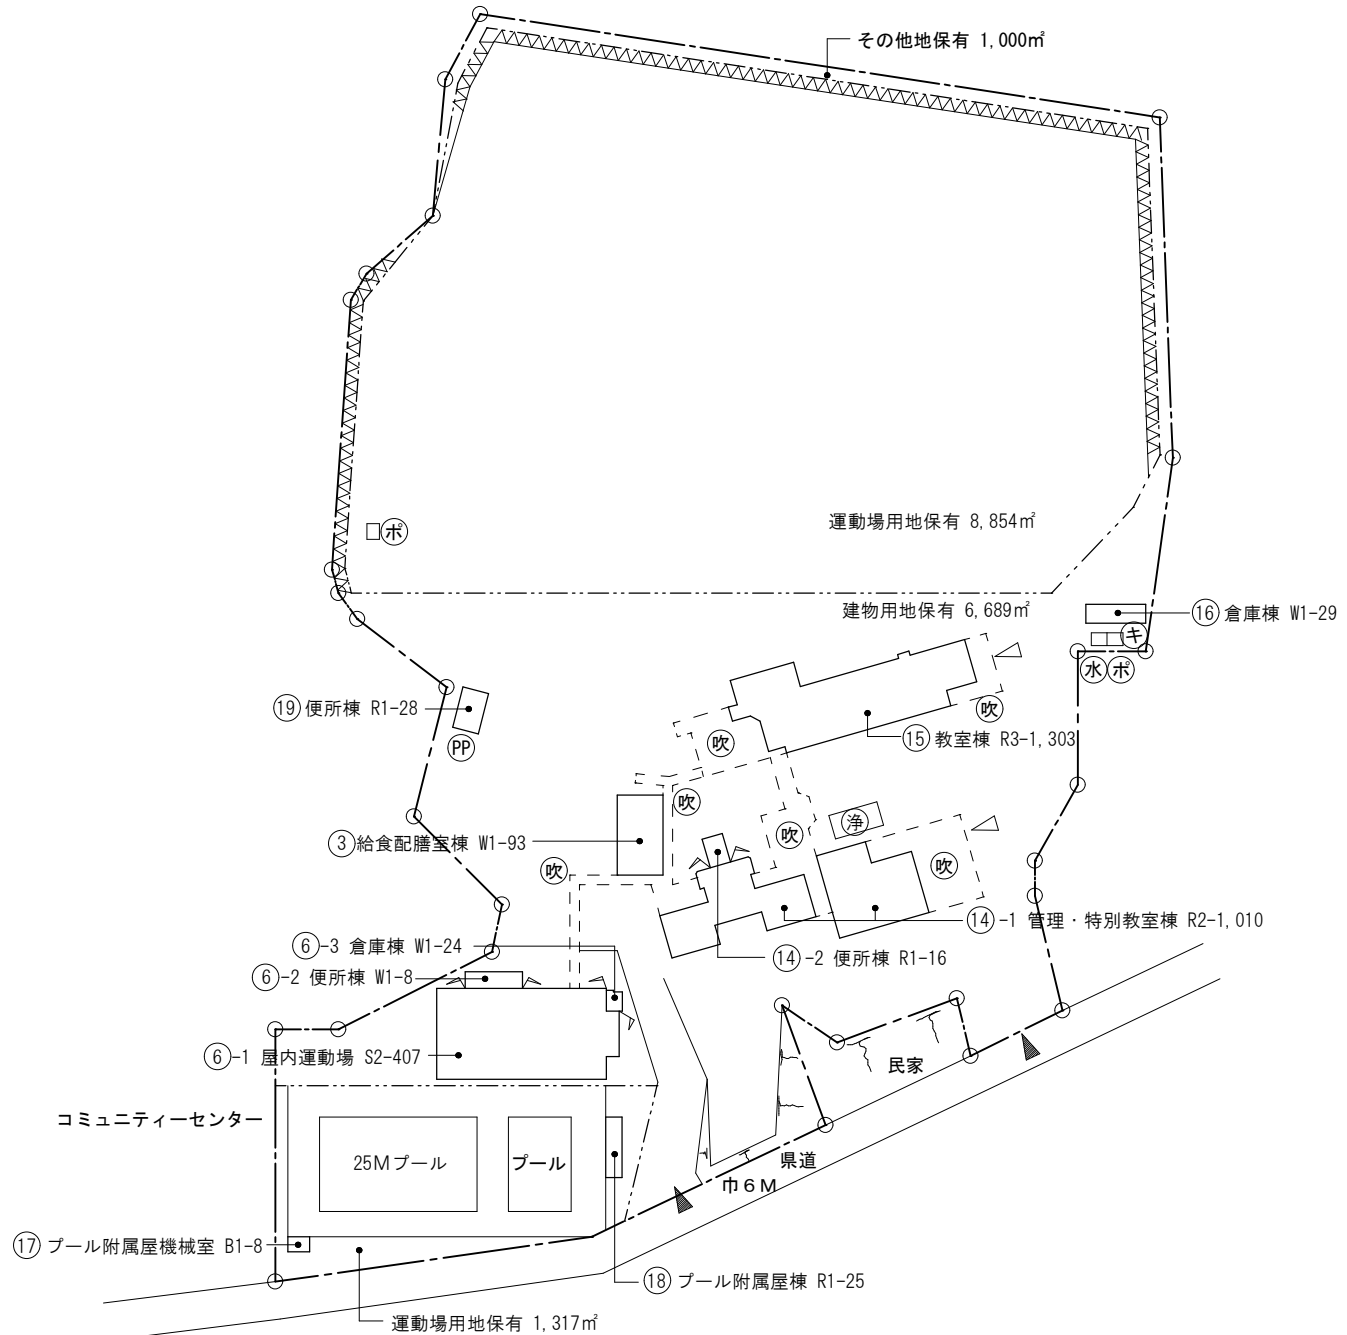 その他地保有 1,000㎡
運動場用地保有 8,854㎡
ポ
建物用地保有 6,689㎡
⑯ 倉庫棟 W1-29
キ
水 ポ
⑲ 便所棟 R1-28
PP
吹
吹
⑮ 教室棟 R3-1,303
吹
③ 給食配膳室棟 W1-93
浄
吹
吹
吹
⑭-1 管理・特別教室棟 R2-1,010
⑥-3 倉庫棟 W1-24
⑭-2 便所棟 R1-16
⑥-2 便所棟 W1-8
⑥-1 屋内運動場 S2-407
民家
コミュニティーセンター
25Mプール
プール
県道
巾6M
⑰ プール附属屋機械室 B1-8
⑱ プール附属屋棟 R1-25
運動場用地保有 1,317㎡